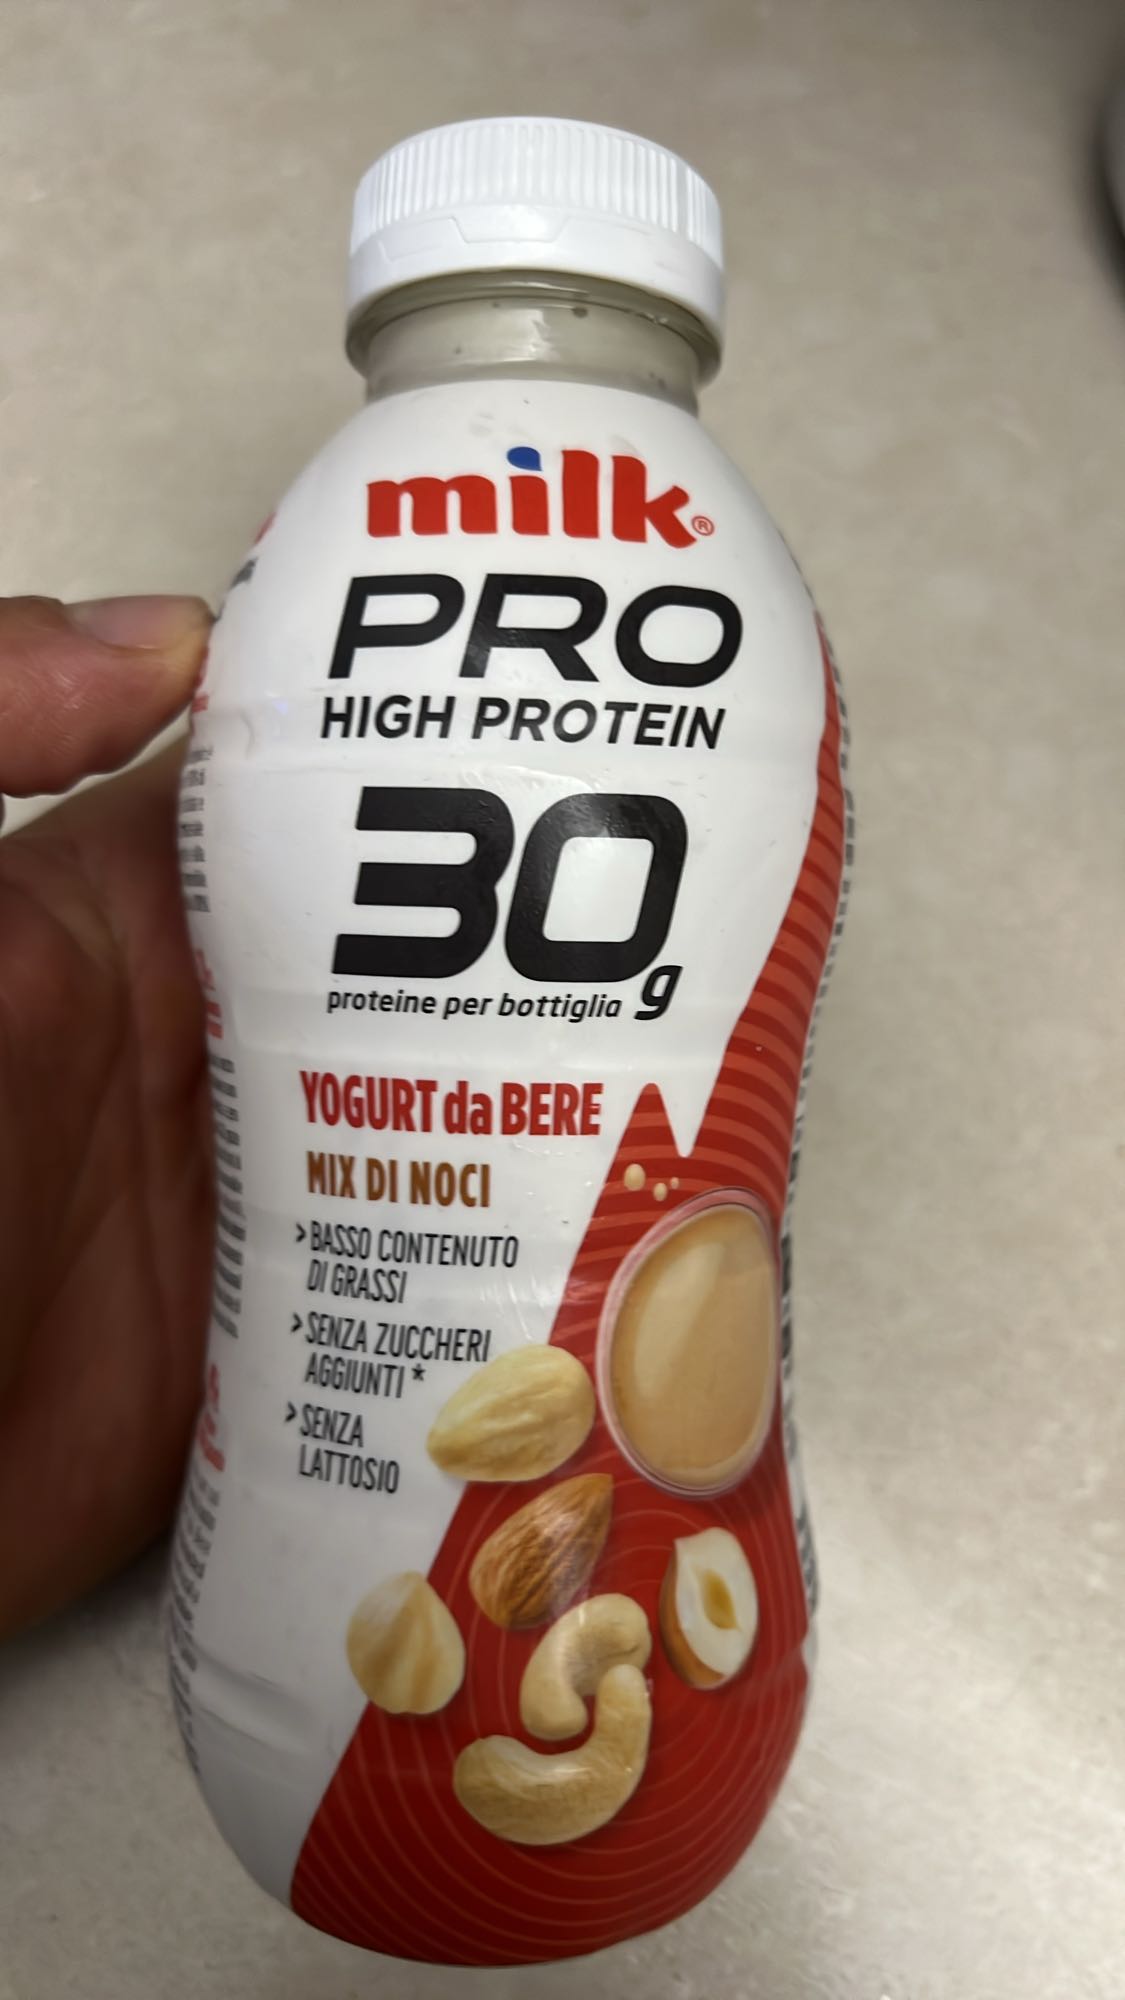 milk®
PRO
HIGH PROTEIN
30g
proteine per bottiglia
YOGURT da BERE
MIX DI NOCI
> BASSO CONTENUTO
DI GRASSI
> SENZA ZUCCHERI
AGGIUNTI *
> SENZA
LATTOSIO